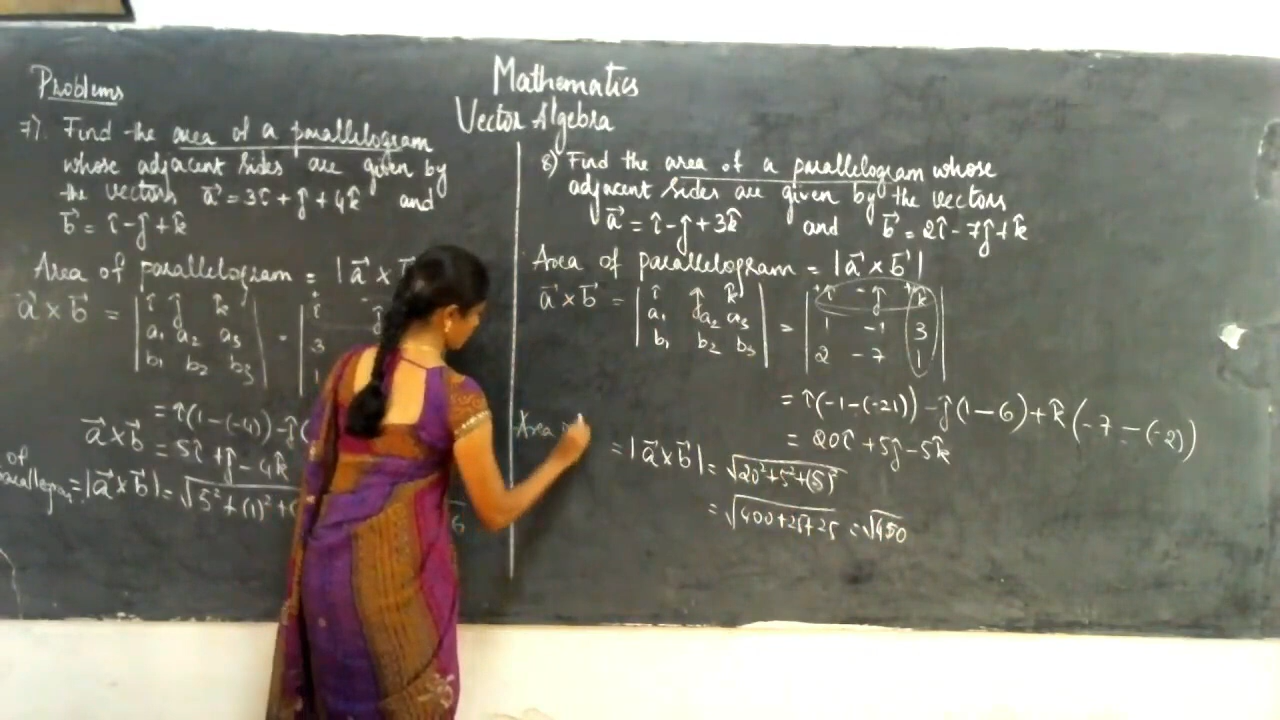 Mathematics
Vector Algebra
Problems
7). Find the area of a parallelogram
whose adjacent sides are given by
the vectors a⃗ = 3î + ĵ + 4k̂ and
b⃗ = î - ĵ + k̂
Area of parallelogram = | a⃗ ×
a⃗ × b⃗ = | î ĵ k̂ | = | î ĵ
| a₁ a₂ a₃ | | 3
| b₁ b₂ b₃ | | 1
= î(1-(-4)) - ĵ(
a⃗ × b⃗ = 5î + ĵ - 4k̂
of
= |a⃗ × b⃗| = √5² + (1)² +
6
8) Find the area of a parallelogram whose
adjacent sides are given by the vectors
a⃗ = î - ĵ + 3k̂ and b⃗ = 2î - 7ĵ + k̂
Area of parallelogram = | a⃗ × b⃗ |
a⃗ × b⃗ = | î ĵ k̂ | = | +î -ĵ +k̂ |
| a₁ a₂ a₃ | | 1 -1 3 |
| b₁ b₂ b₃ | | 2 -7 1 |
= î(-1-(-21)) - ĵ(1-6) + k̂(-7-(-2))
= 20î + 5ĵ - 5k̂
Area
= |a⃗ × b⃗| = √20²+5²+(5)²
= √400+25+25 = √450